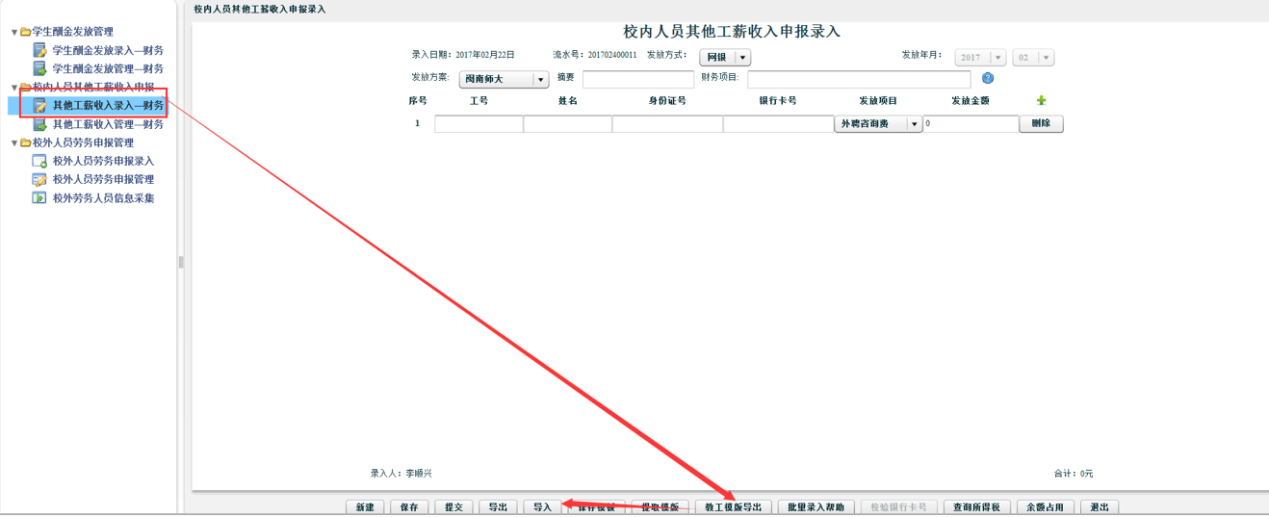 校内人员其他工薪收入申报录入
学生酬金发放管理
学生酬金发放录入—财务
学生酬金发放管理—财务
校内人员其他工薪收入申报
其他工薪收入录入—财务
其他工薪收入管理—财务
校外人员劳务申报管理
校外人员劳务申报录入
校外人员劳务申报管理
校外劳务人员信息采集
校内人员其他工薪收入申报录入
录入日期：2017年02月22日 流水号：201702400011 发放方式： 网银 发放年月： 2017 02
发放方案： 闽南师大 摘要 财务项目:
序号 工号 姓名 身份证号 银行卡号 发放项目 发放金额
1 外聘咨询费 0 删除
录入人：李顺兴 合计：0元
新建 保存 提交 导出 导入 保存模板 提取模版 教工模版导出 批量录入帮助 校验银行卡号 查询所得税 余额占用 退出